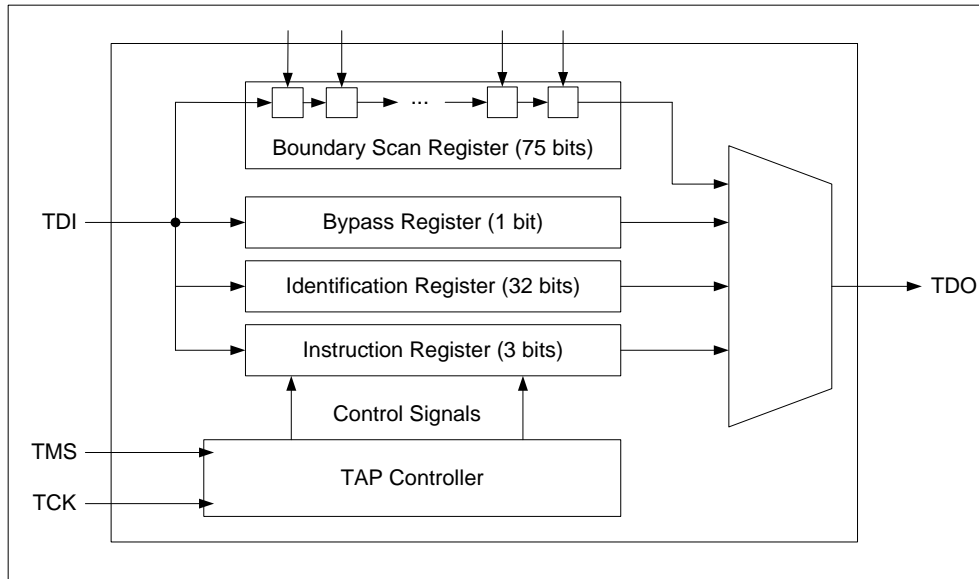 ...
Boundary Scan Register (75 bits)
TDI
Bypass Register (1 bit)
Identification Register (32 bits)
TDO
Instruction Register (3 bits)
Control Signals
TMS
TAP Controller
TCK